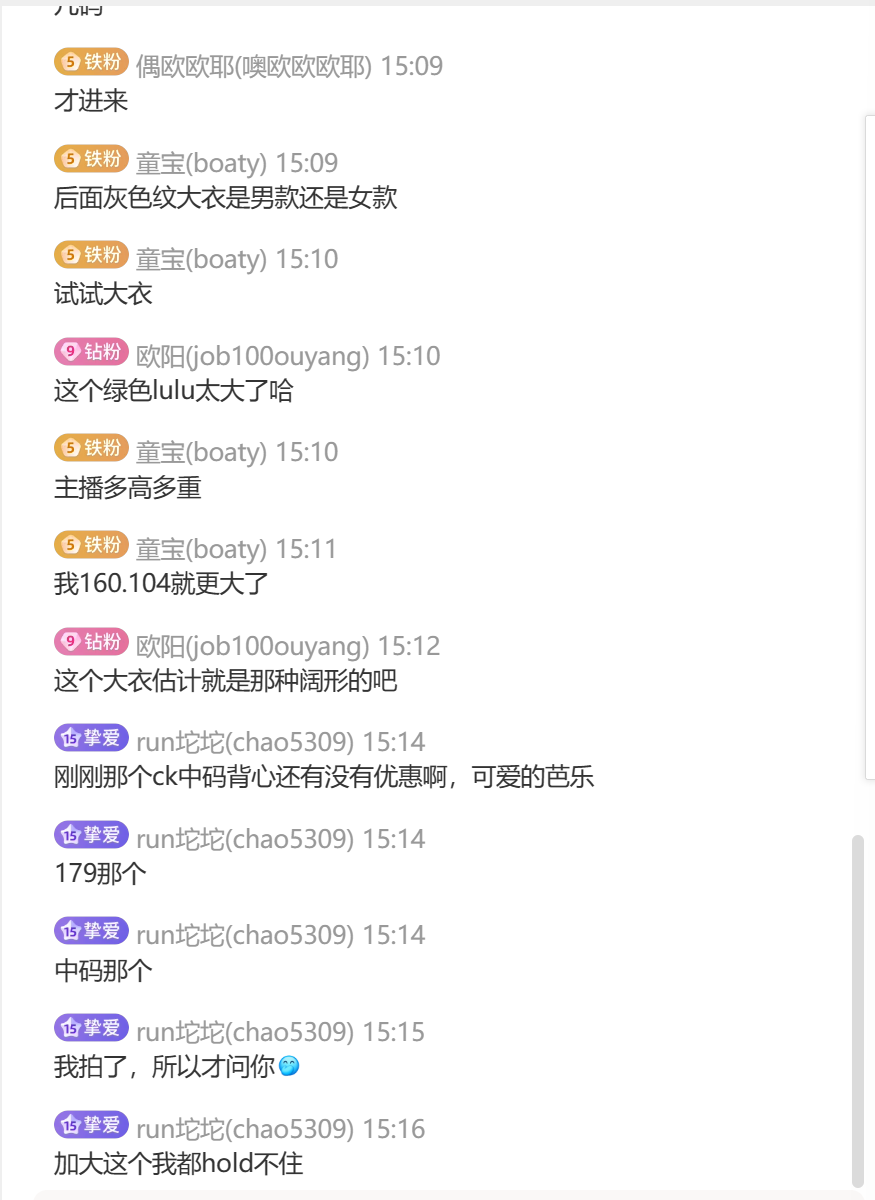 5 铁粉 偶欧欧耶(噢欧欧欧耶) 15:09
才进来
5 铁粉 童宝(boaty) 15:09
后面灰色纹大衣是男款还是女款
5 铁粉 童宝(boaty) 15:10
试试大衣
9 钻粉 欧阳(job100ouyang) 15:10
这个绿色lulu太大了哈
5 铁粉 童宝(boaty) 15:10
主播多高多重
5 铁粉 童宝(boaty) 15:11
我160.104就更大了
9 钻粉 欧阳(job100ouyang) 15:12
这个大衣估计就是那种阔形的吧
15 挚爱 run坨坨(chao5309) 15:14
刚刚那个ck中码背心还有没有优惠啊，可爱的芭乐
15 挚爱 run坨坨(chao5309) 15:14
179那个
15 挚爱 run坨坨(chao5309) 15:14
中码那个
15 挚爱 run坨坨(chao5309) 15:15
我拍了，所以才问你
15 挚爱 run坨坨(chao5309) 15:16
加大这个我都hold不住